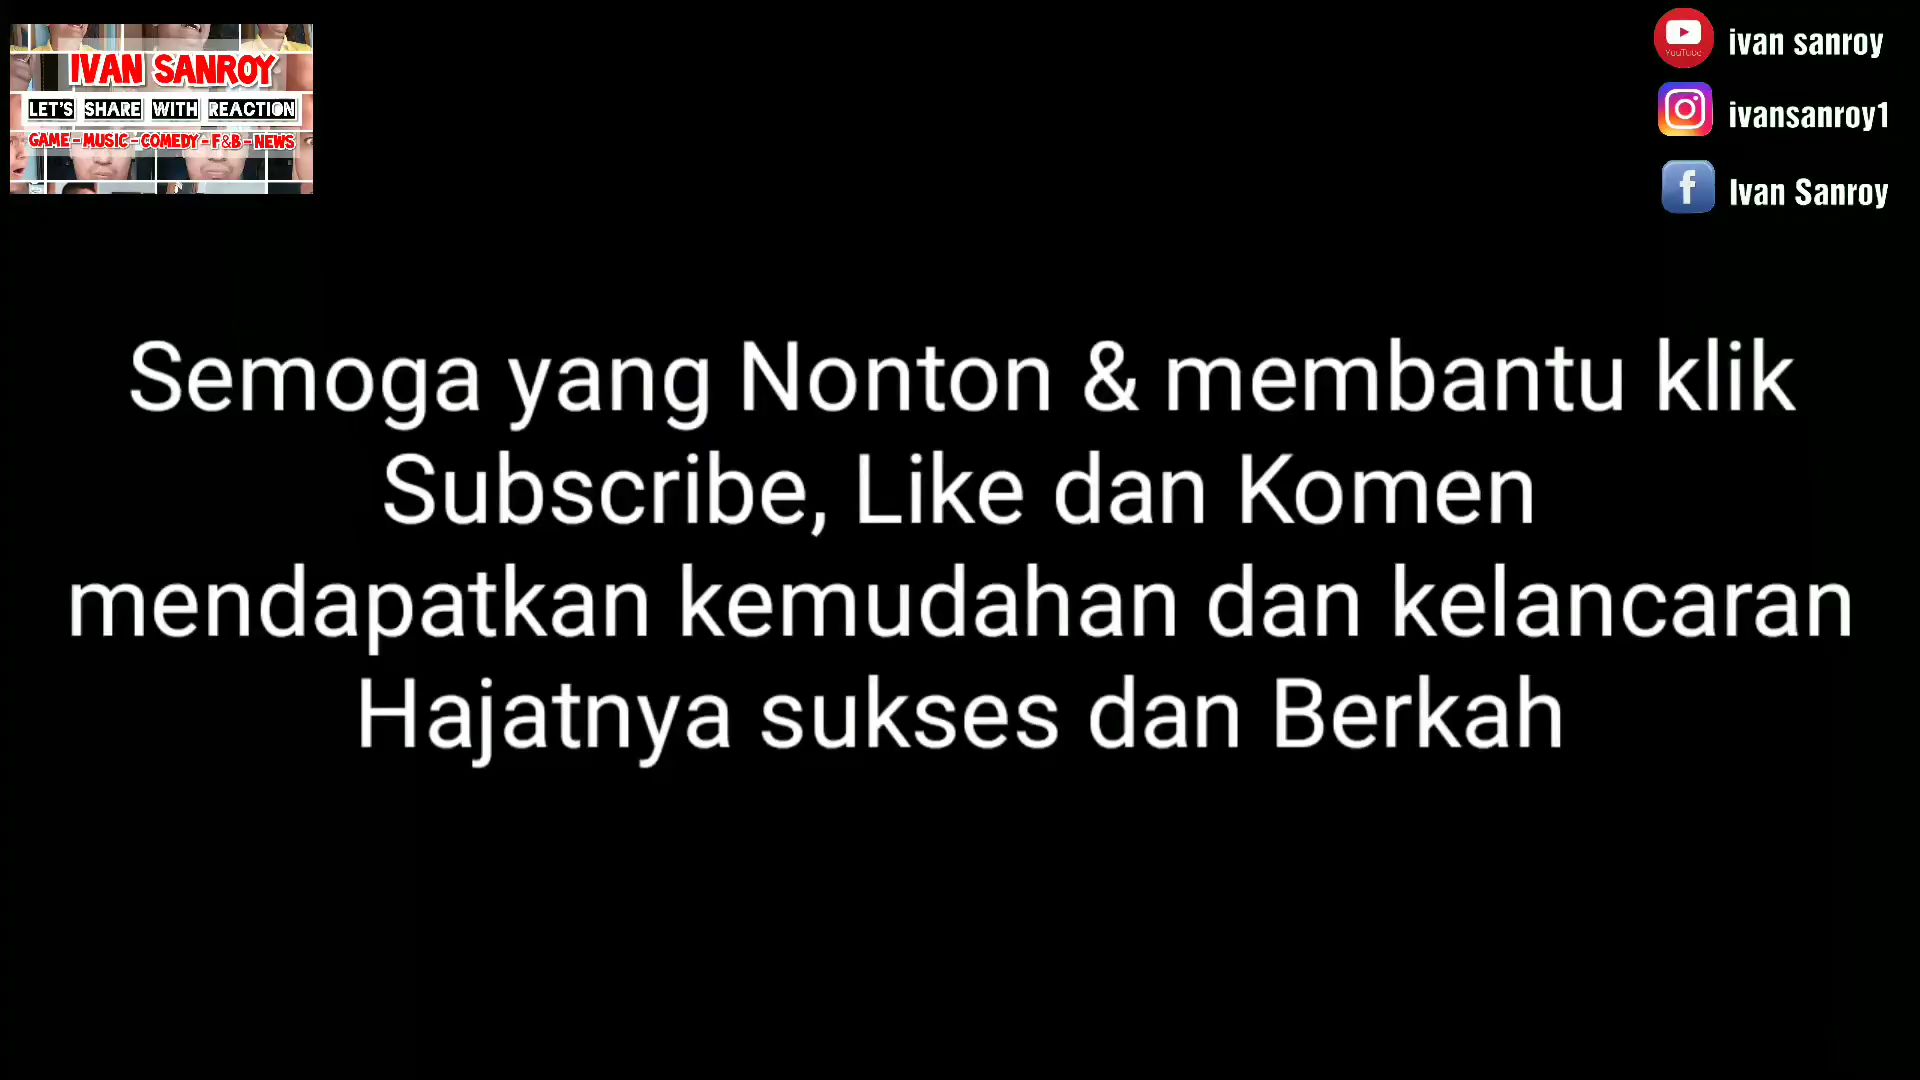 IVAN SANROY
LET'S SHARE WITH REACTION
GAME - MUSIC - COMEDY - F&B - NEWS
YouTube
ivan sanroy
ivansanroy1
f
Ivan Sanroy
Semoga yang Nonton & membantu klik
Subscribe, Like dan Komen
mendapatkan kemudahan dan kelancaran
Hajatnya sukses dan Berkah